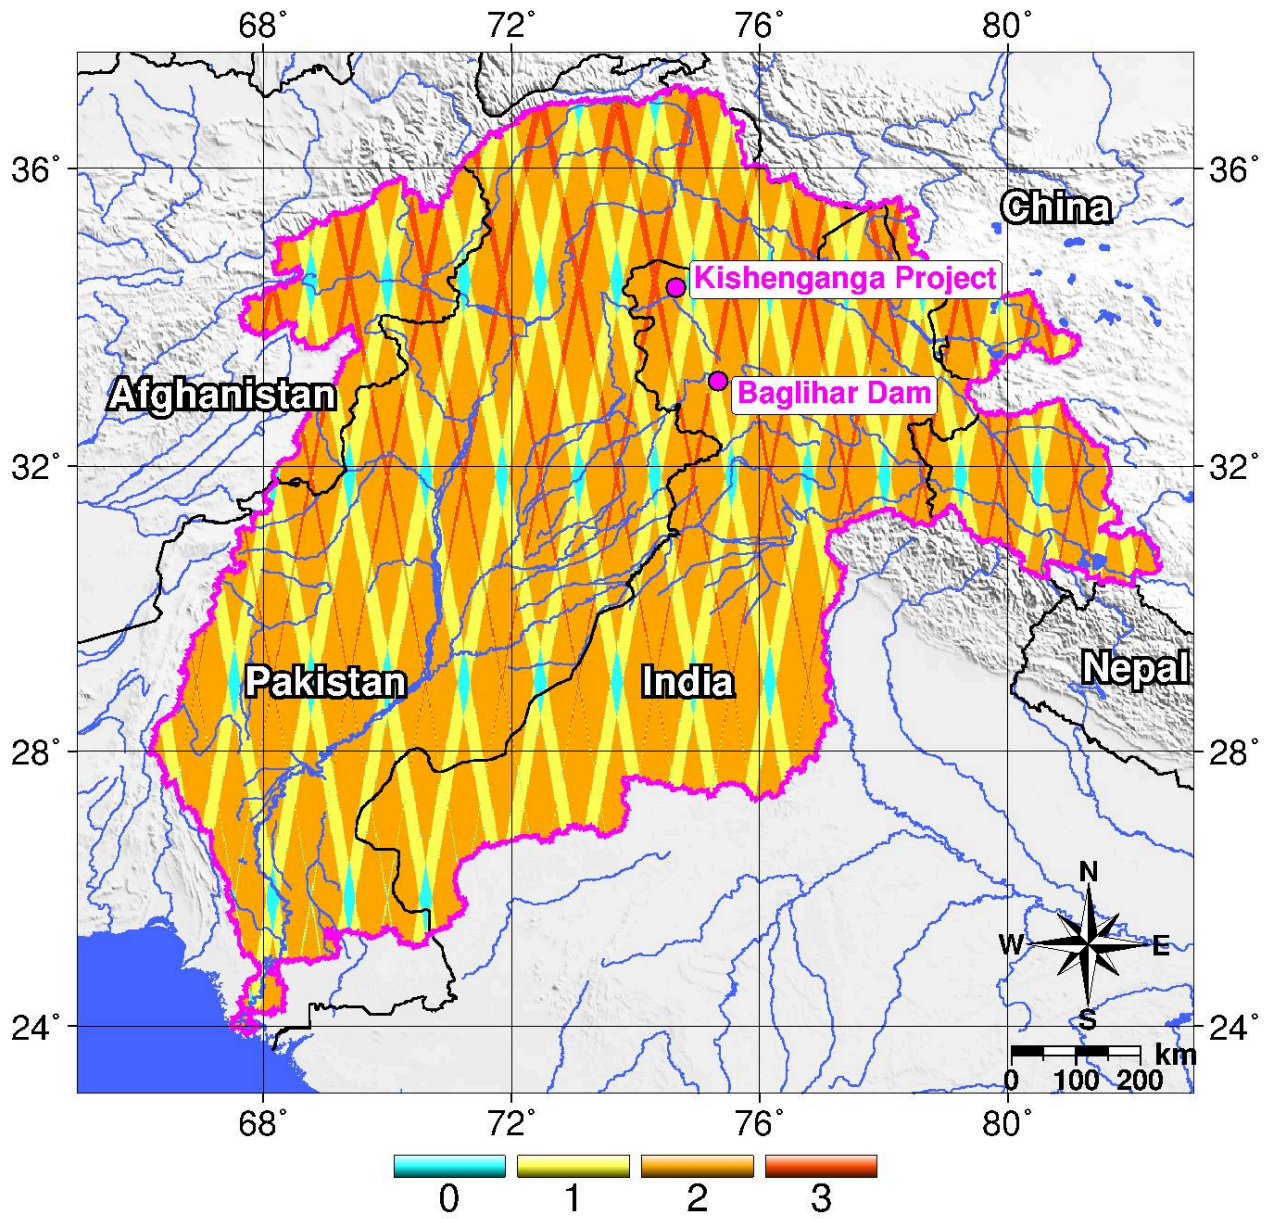 68° 72° 76° 80°
36° 36°
China
Kishenganga Project
Afghanistan
Baglihar Dam
32° 32°
Pakistan India Nepal
28° 28°
N
W E
S
24° 24°
km
0 100 200
68° 72° 76° 80°
0 1 2 3